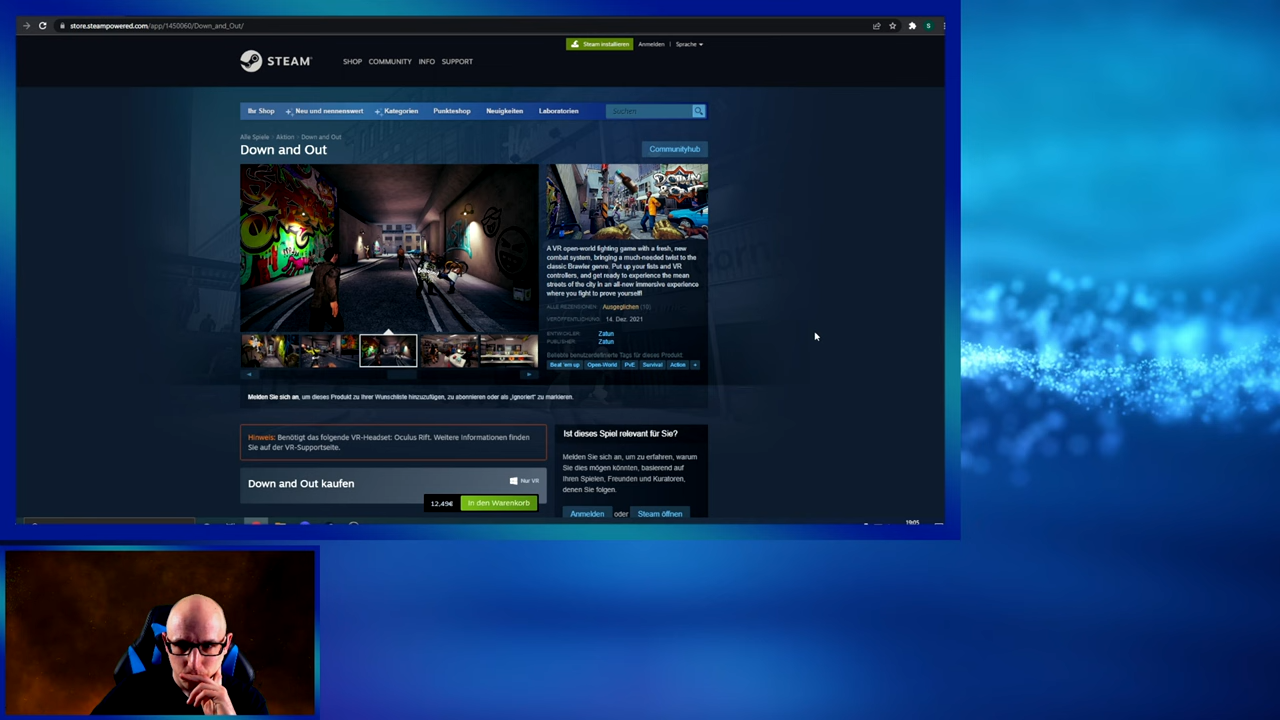 store.steampowered.com/app/1450060/Down_and_Out/
S
Steam installieren
Anmelden | Sprache
STEAM
SHOP COMMUNITY INFO SUPPORT
Ihr Shop Neu und nennenswert Kategorien Punkteshop Neuigkeiten Laboratorien Suchen
Alle Spiele > Aktion > Down and Out
Down and Out
Communityhub
DOWN
OUT
A VR open-world fighting game with a fresh, new
combat system, bringing a much-needed twist to the
classic Brawler genre. Put up your fists and VR
controllers, and get ready to experience the mean
streets of the city in an all-new immersive experience
where you fight to prove yourself!
ALLE REZENSIONEN: Ausgeglichen (10)
VERÖFFENTLICHUNG: 14. Dez. 2021
ENTWICKLER: Zatun
PUBLISHER: Zatun
Beliebte benutzerdefinierte Tags für dieses Produkt
Beat 'em up Open-World PvE Survival Action +
Melden Sie sich an, um dieses Produkt zu Ihrer Wunschliste hinzuzufügen, zu abonnieren oder als „Ignoriert" zu markieren.
Hinweis: Benötigt das folgende VR-Headset: Oculus Rift. Weitere Informationen finden
Sie auf der VR-Supportseite.
Ist dieses Spiel relevant für Sie?
Melden Sie sich an, um zu erfahren, warum
Sie dies mögen könnten, basierend auf
Ihren Spielen, Freunden und Kuratoren,
denen Sie folgen.
Anmelden oder Steam öffnen
Down and Out kaufen
Nur VR
12,49€ In den Warenkorb
19:05